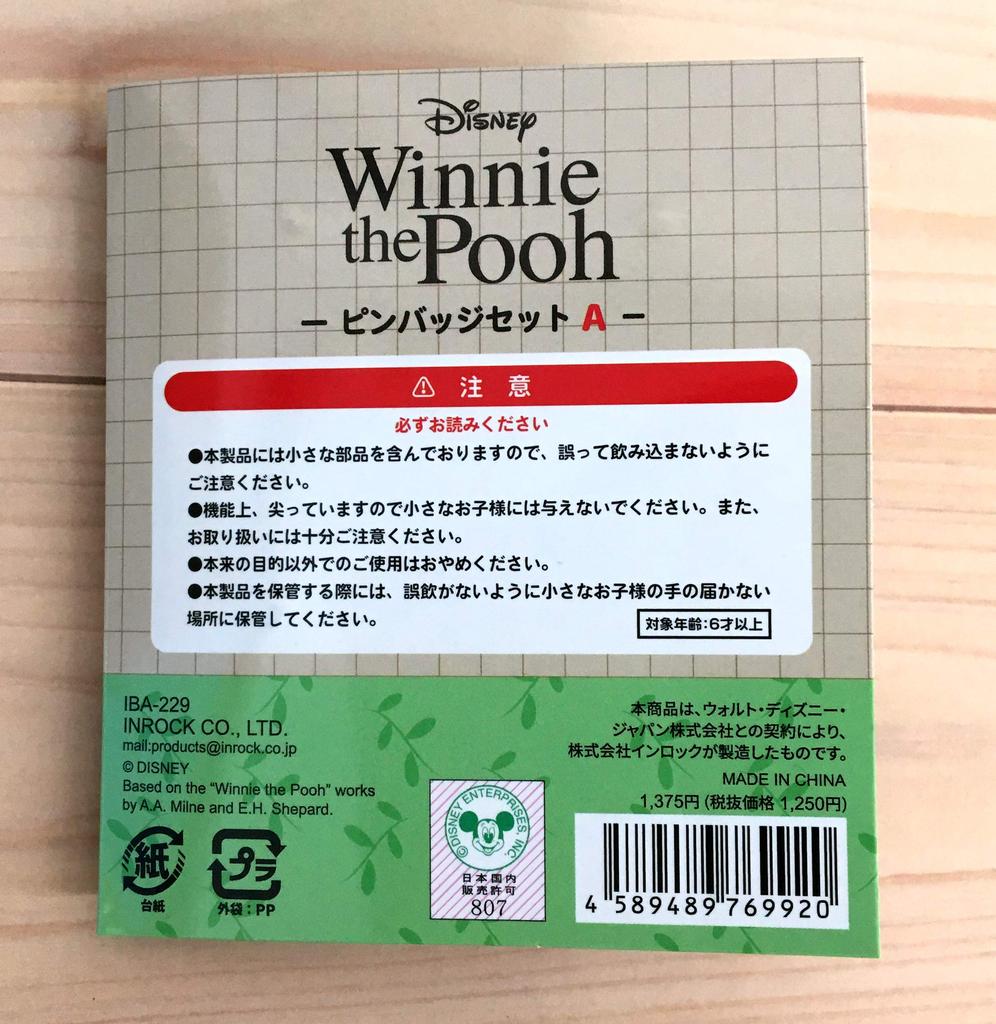 Disney
Winnie
the Pooh
ー ピンバッジセット A ー
⚠ 注 意
必ずお読みください
●本製品には小さな部品を含んでおりますので、誤って飲み込まないように
ご注意ください。
●機能上、尖っていますので小さなお子様には与えないでください。また、
お取り扱いには十分ご注意ください。
●本来の目的以外でのご使用はおやめください。
●本製品を保管する際には、誤飲がないように小さなお子様の手の届かない
場所に保管してください。
対象年齢:6才以上
IBA-229
INROCK CO., LTD.
mail:products@inrock.co.jp
© DISNEY
Based on the “Winnie the Pooh” works
by A.A. Milne and E.H. Shepard.
紙
台紙
プラ
外袋:PP
©DISNEY ENTERPRISES, INC.
日本国内
販売許可
807
本商品は、ウォルト・ディズニー・
ジャパン株式会社との契約により、
株式会社インロックが製造したものです。
MADE IN CHINA
1,375円 (税抜価格 1,250円)
4 589489 769920